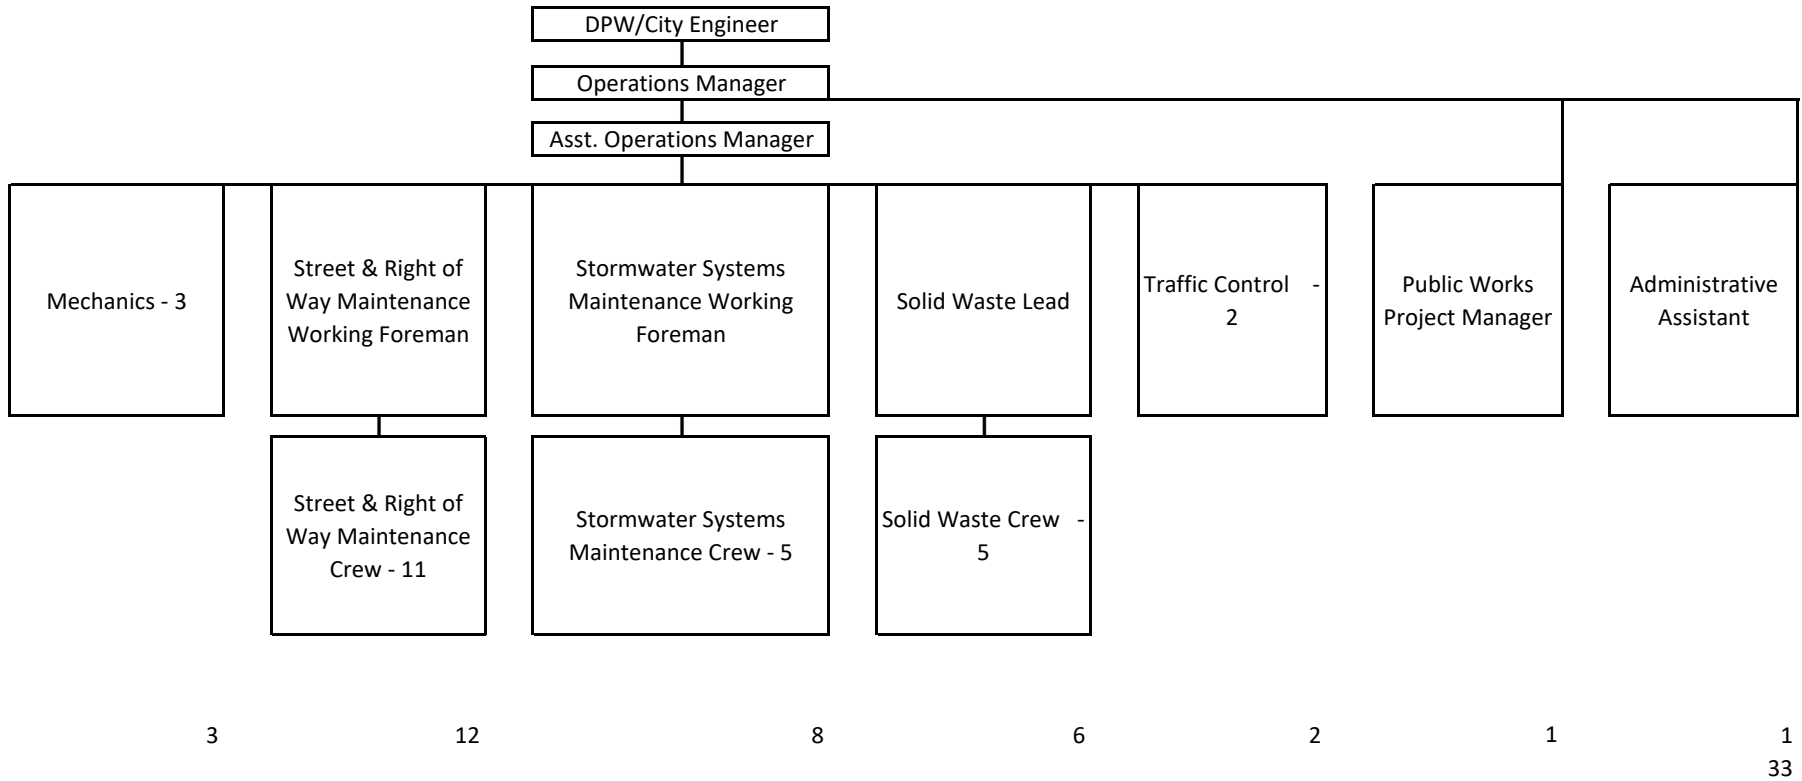 DPW/City Engineer
Operations Manager
Asst. Operations Manager
Mechanics - 3
Street & Right of
Way Maintenance
Working Foreman
Stormwater Systems
Maintenance Working
Foreman
Solid Waste Lead
Traffic Control -
2
Public Works
Project Manager
Administrative
Assistant
Street & Right of
Way Maintenance
Crew - 11
Stormwater Systems
Maintenance Crew - 5
Solid Waste Crew -
5
3 12 8 6 2 1 1
33